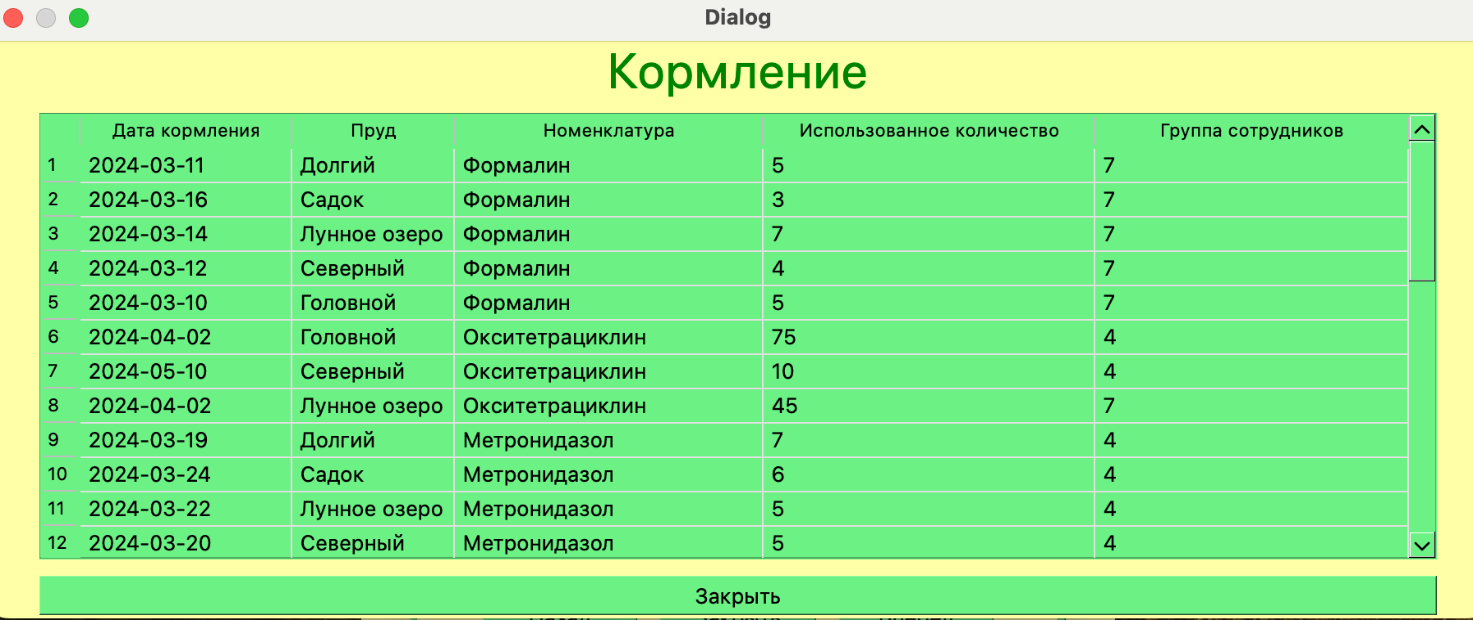 Dialog
Кормление
Дата кормления Пруд Номенклатура Использованное количество Группа сотрудников
1 2024-03-11 Долгий Формалин 5 7
2 2024-03-16 Садок Формалин 3 7
3 2024-03-14 Лунное озеро Формалин 7 7
4 2024-03-12 Северный Формалин 4 7
5 2024-03-10 Головной Формалин 5 7
6 2024-04-02 Головной Окситетрациклин 75 4
7 2024-05-10 Северный Окситетрациклин 10 4
8 2024-04-02 Лунное озеро Окситетрациклин 45 7
9 2024-03-19 Долгий Метронидазол 7 4
10 2024-03-24 Садок Метронидазол 6 4
11 2024-03-22 Лунное озеро Метронидазол 5 4
12 2024-03-20 Северный Метронидазол 5 4
Закрыть